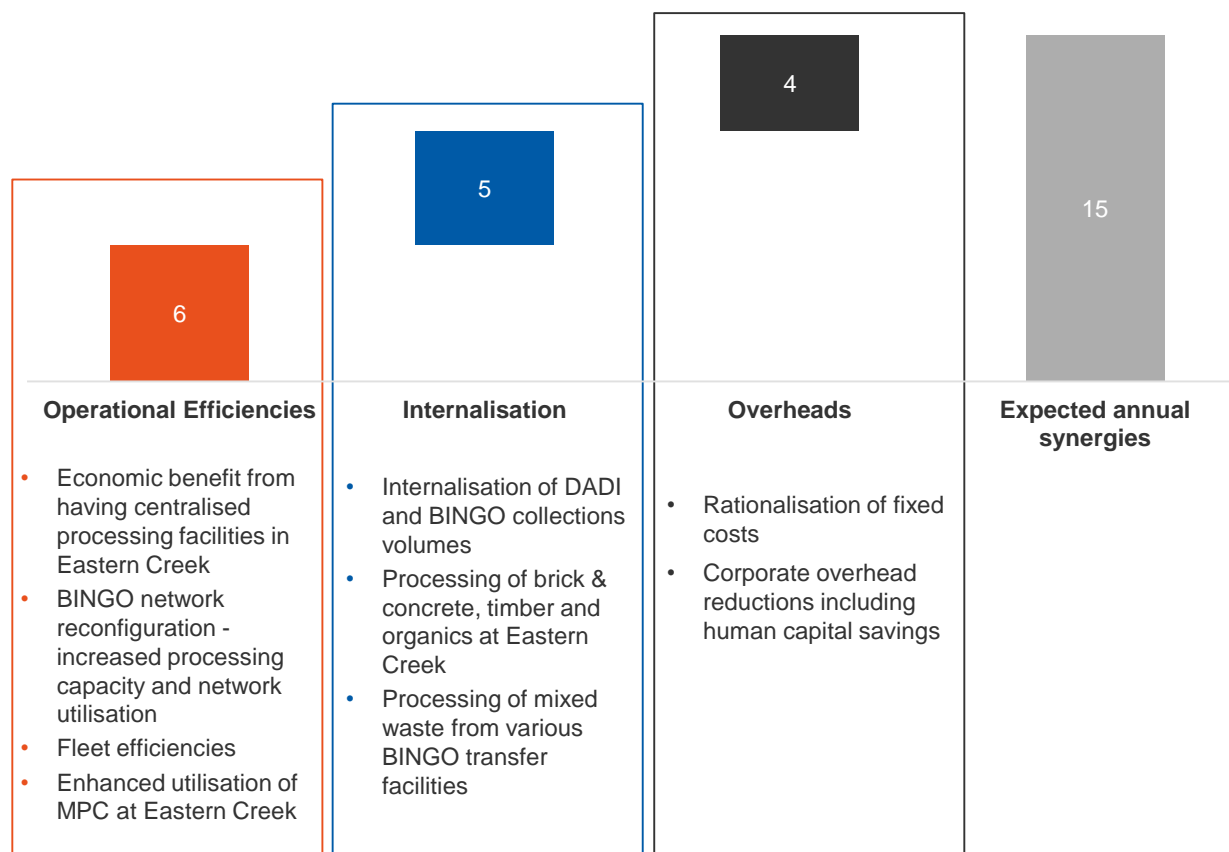 4
5
15
6
Operational Efficiencies
• Economic benefit from
having centralised
processing facilities in
Eastern Creek
• BINGO network
reconfiguration -
increased processing
capacity and network
utilisation
• Fleet efficiencies
• Enhanced utilisation of
MPC at Eastern Creek
Internalisation
• Internalisation of DADI
and BINGO collections
volumes
• Processing of brick &
concrete, timber and
organics at Eastern
Creek
• Processing of mixed
waste from various
BINGO transfer
facilities
Overheads
• Rationalisation of fixed
costs
• Corporate overhead
reductions including
human capital savings
Expected annual
synergies